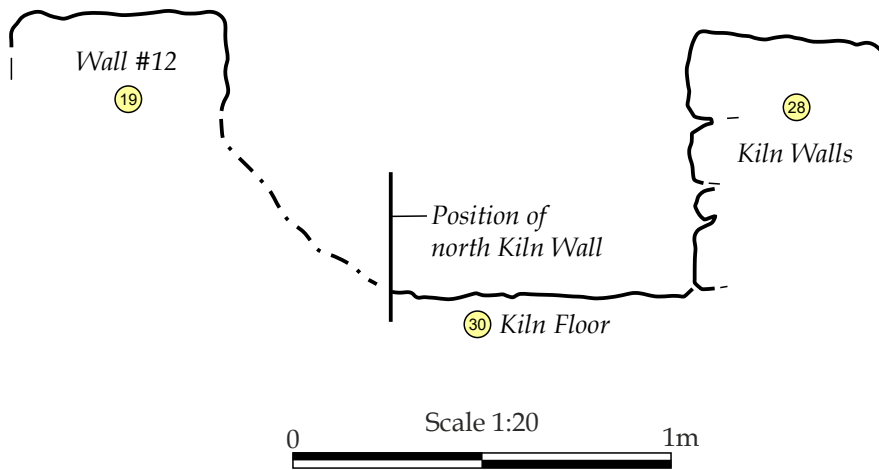 Wall #12
19
28
Kiln Walls
Position of
north Kiln Wall
30 Kiln Floor
Scale 1:20
0 1m